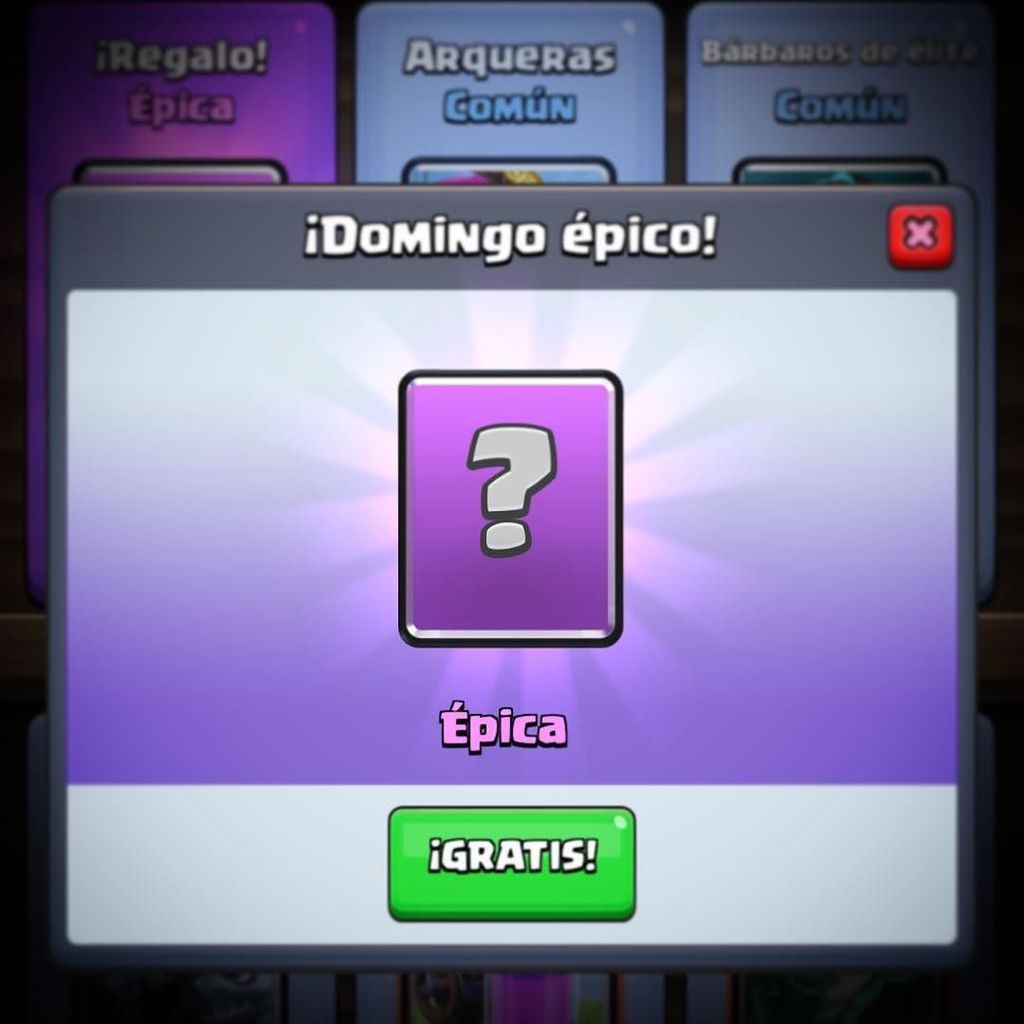 ¡Regalo!
Épica
Arqueras
Común
Bárbaros de élite
Común
¡Domingo épico!
?
Épica
¡GRATIS!